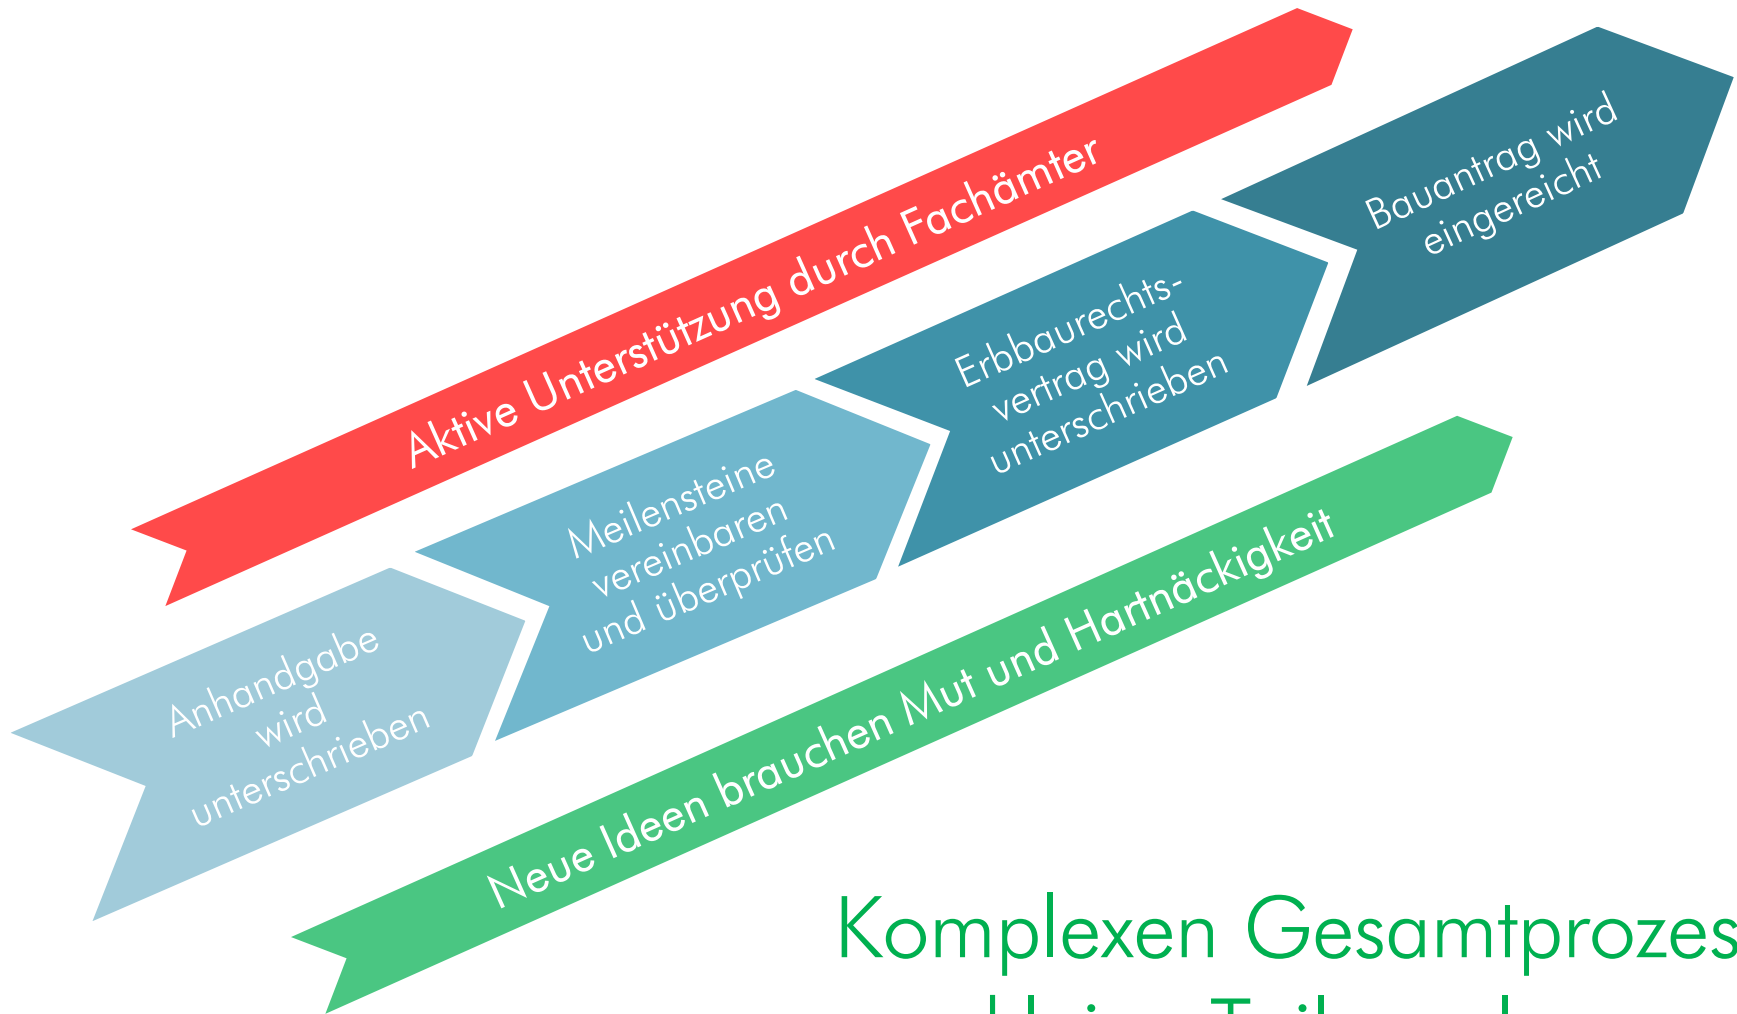 Aktive Unterstützung durch Fachämter
Bauantrag wird
eingereicht
Erbbaurechts-
vertrag wird
unterschrieben
Meilensteine
vereinbaren
und überprüfen
Anhandgabe
wird
unterschrieben
Neue Ideen brauchen Mut und Hartnäckigkeit
Komplexen Gesamtprozes